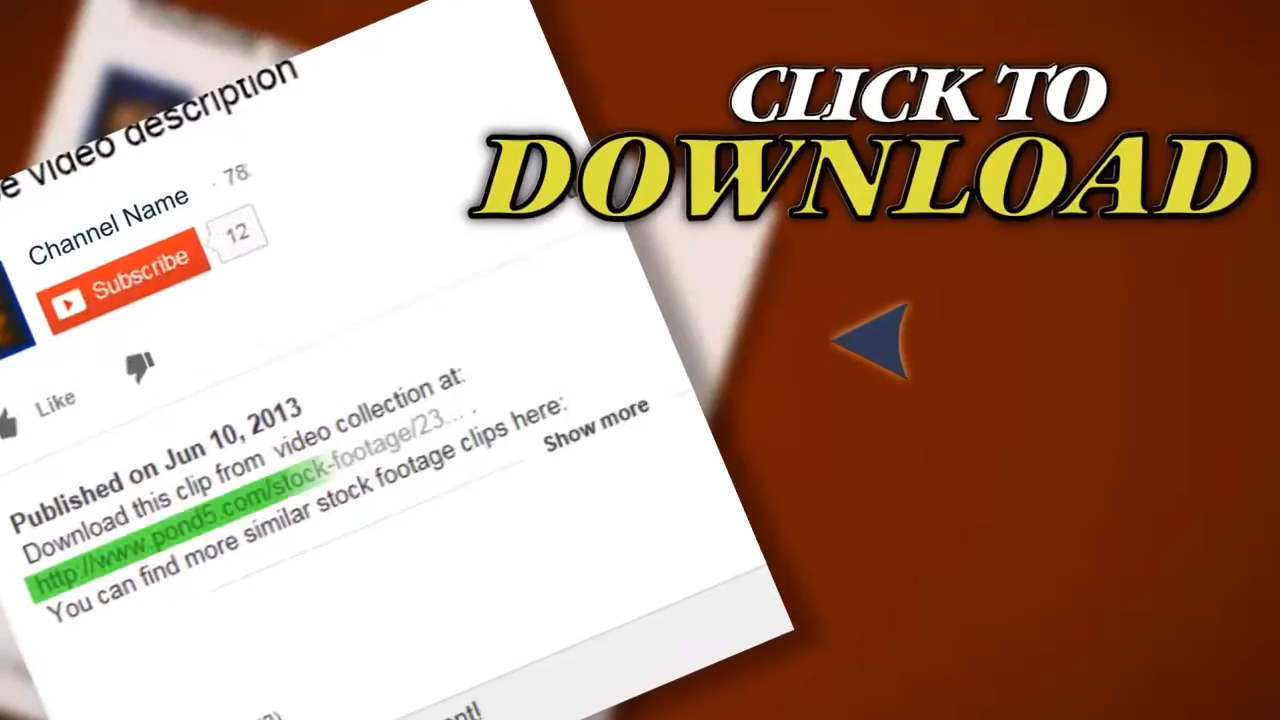 CLICK TO
DOWNLOAD
video description
Channel Name
Subscribe
12
Like
Published on Jun 10, 2013
Download this clip from video collection at:
http://www.pond5.com/stock-footage/23...
You can find more similar stock footage clips here:
Show more